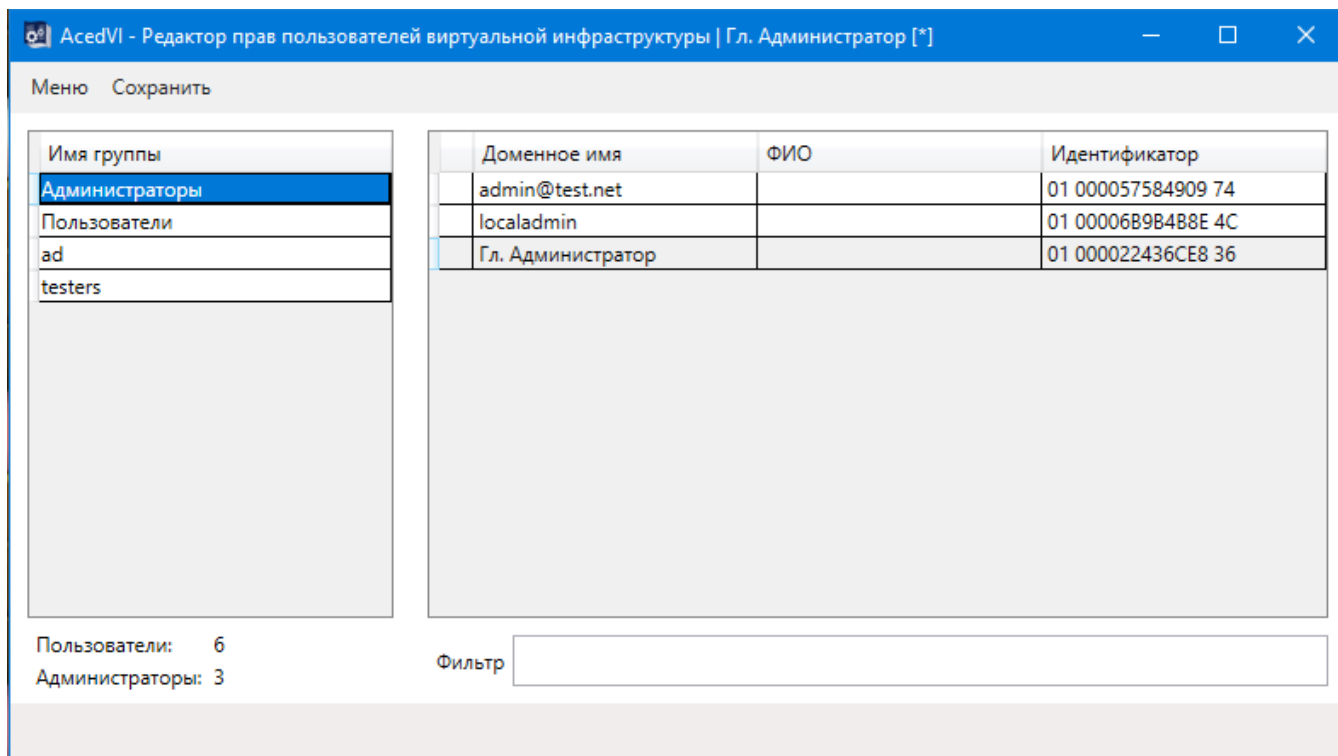 AcedVI - Редактор прав пользователей виртуальной инфраструктуры | Гл. Администратор [*]
Меню Сохранить
Имя группы
Администраторы
Пользователи
ad
testers
Доменное имя ФИО Идентификатор
admin@test.net 01 000057584909 74
localadmin 01 00006B9B4B8E 4C
Гл. Администратор 01 000022436CE8 36
Пользователи: 6
Администраторы: 3
Фильтр